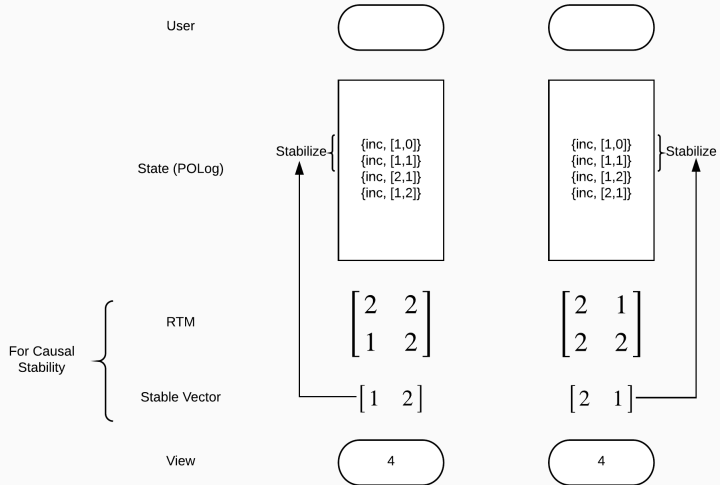 User
State (POLog)
Stabilize
{inc, [1,0]}
{inc, [1,1]}
{inc, [2,1]}
{inc, [1,2]}
{inc, [1,0]}
{inc, [1,1]}
{inc, [1,2]}
{inc, [2,1]}
Stabilize
For Causal
Stability
RTM
2 2
1 2
2 1
2 2
Stable Vector
[1 2]
[2 1]
View
4
4